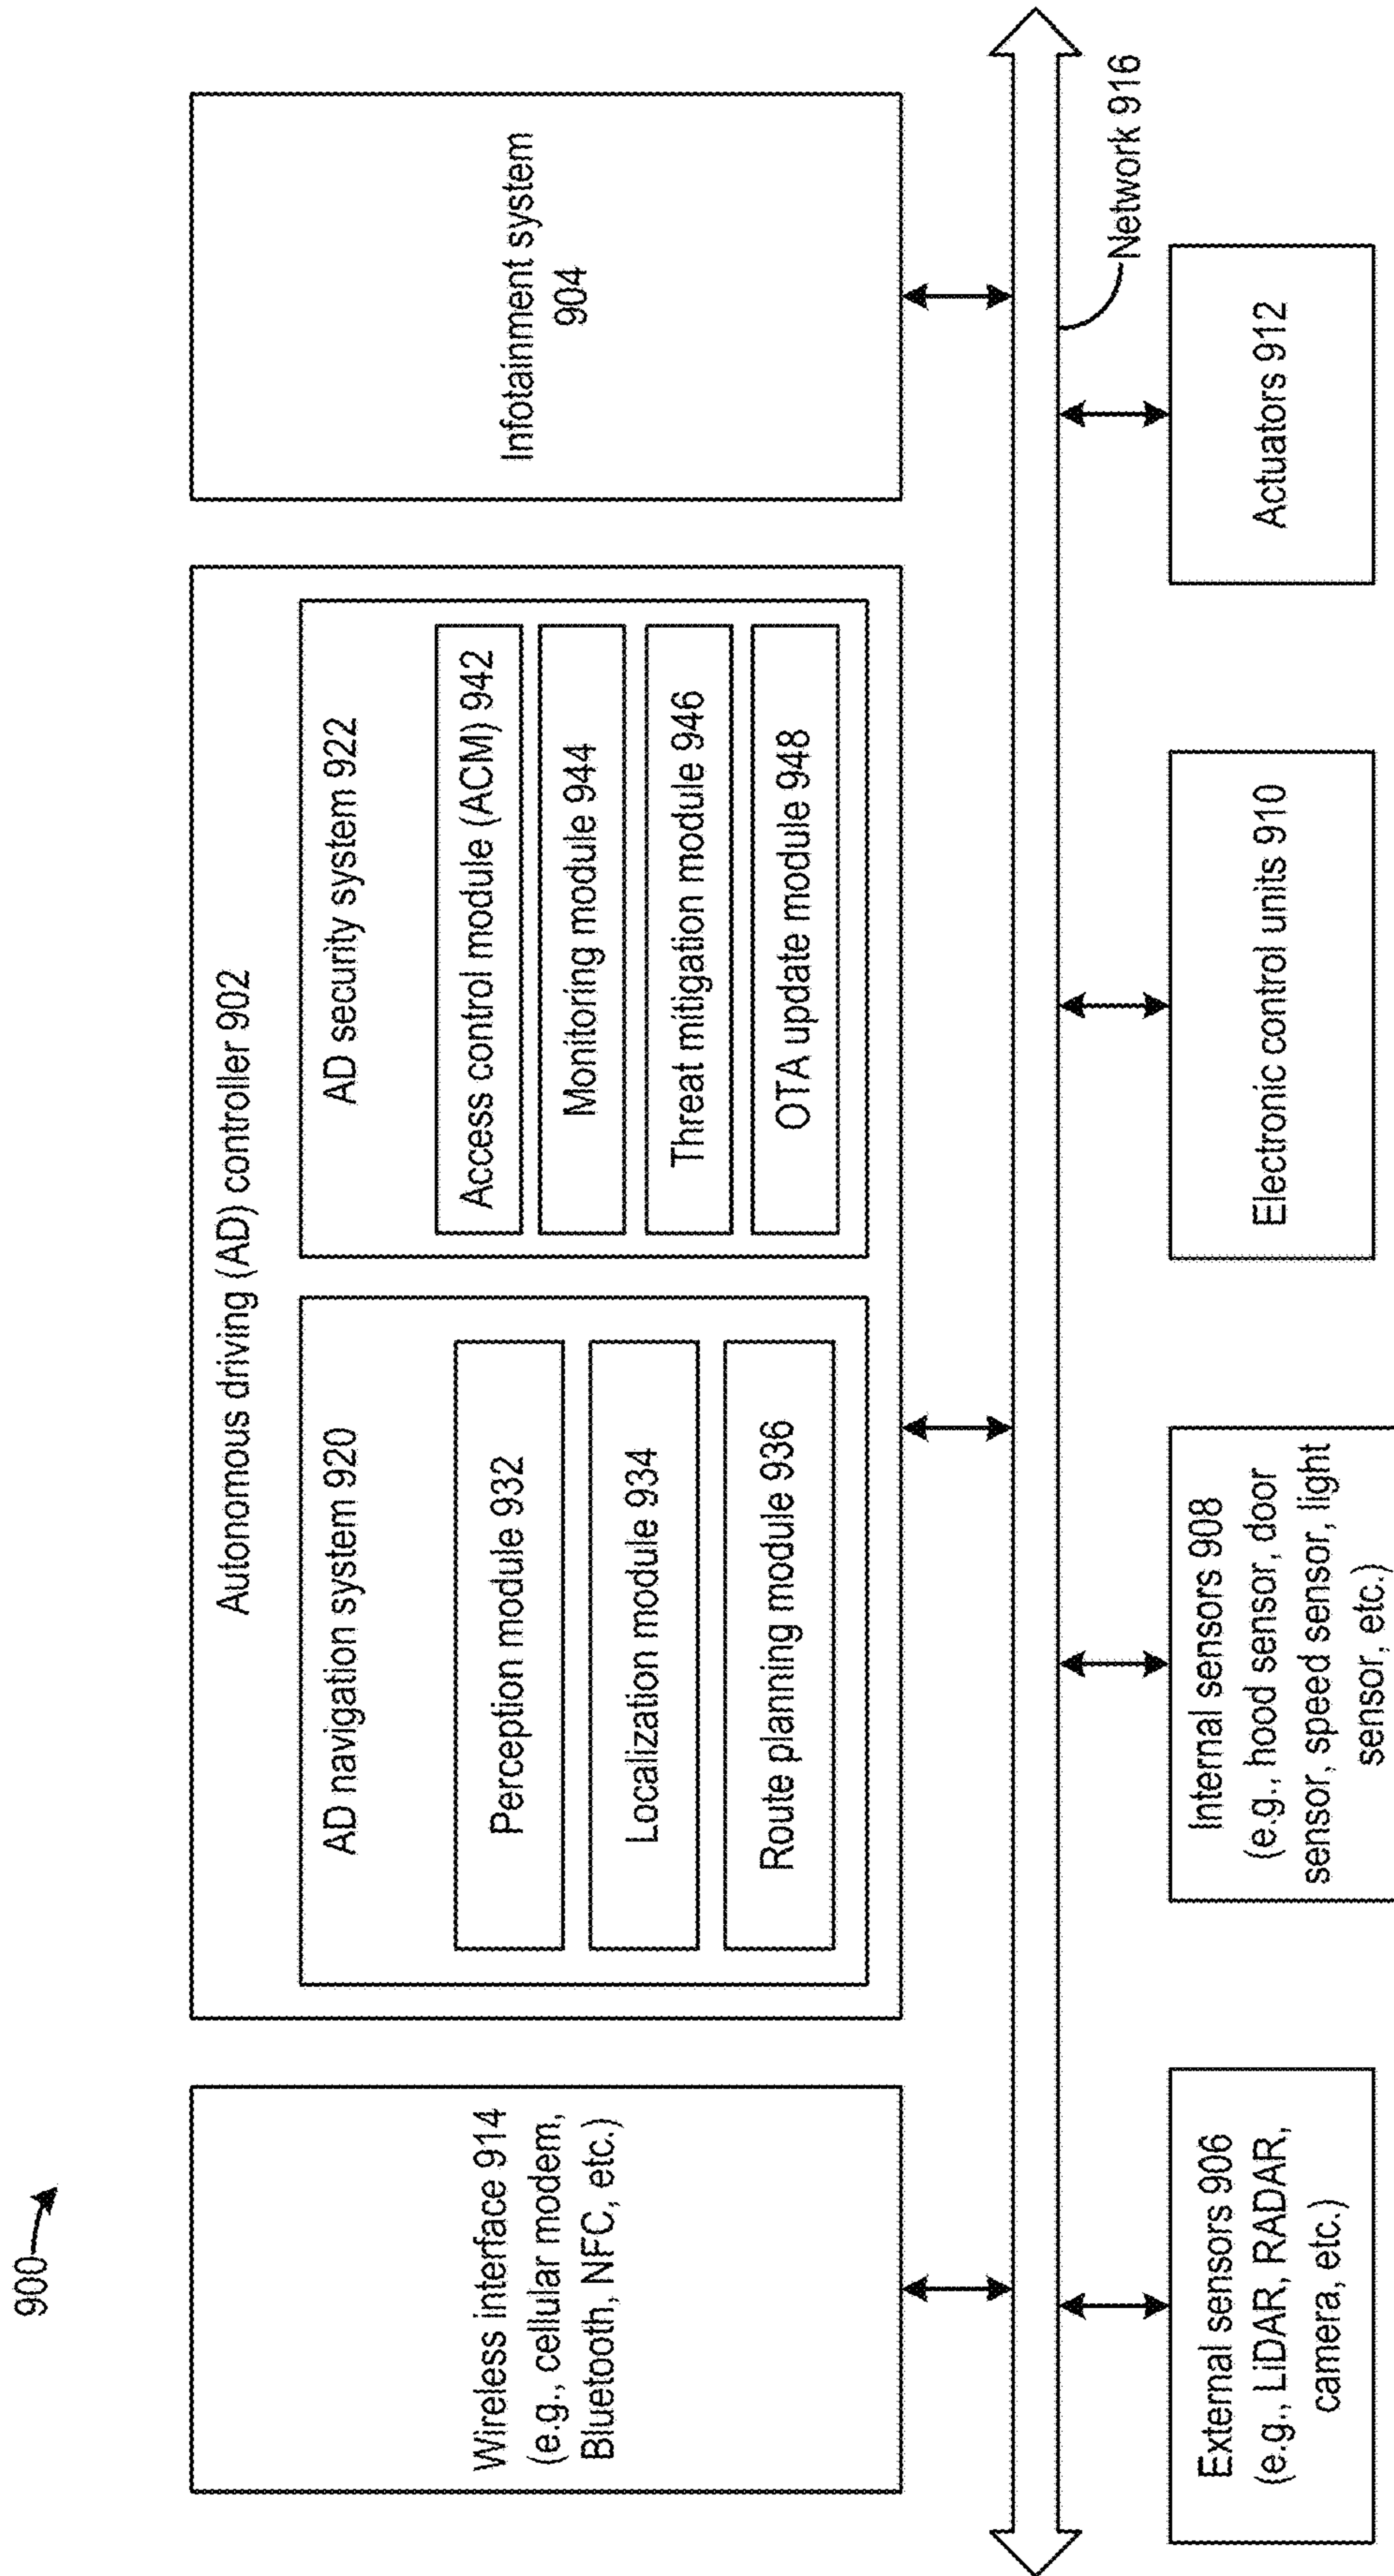 900
Wireless interface 914
(e.g., cellular modem,
Bluetooth, NFC, etc.)
Autonomous driving (AD) controller 902
AD navigation system 920
Perception module 932
Localization module 934
Route planning module 936
AD security system 922
Access control module (ACM) 942
Monitoring module 944
Threat mitigation module 946
OTA update module 948
Infotainment system
904
Network 916
External sensors 906
(e.g., LiDAR, RADAR,
camera, etc.)
Internal sensors 908
(e.g., hood sensor, door
sensor, speed sensor, light
sensor, etc.)
Electronic control units 910
Actuators 912